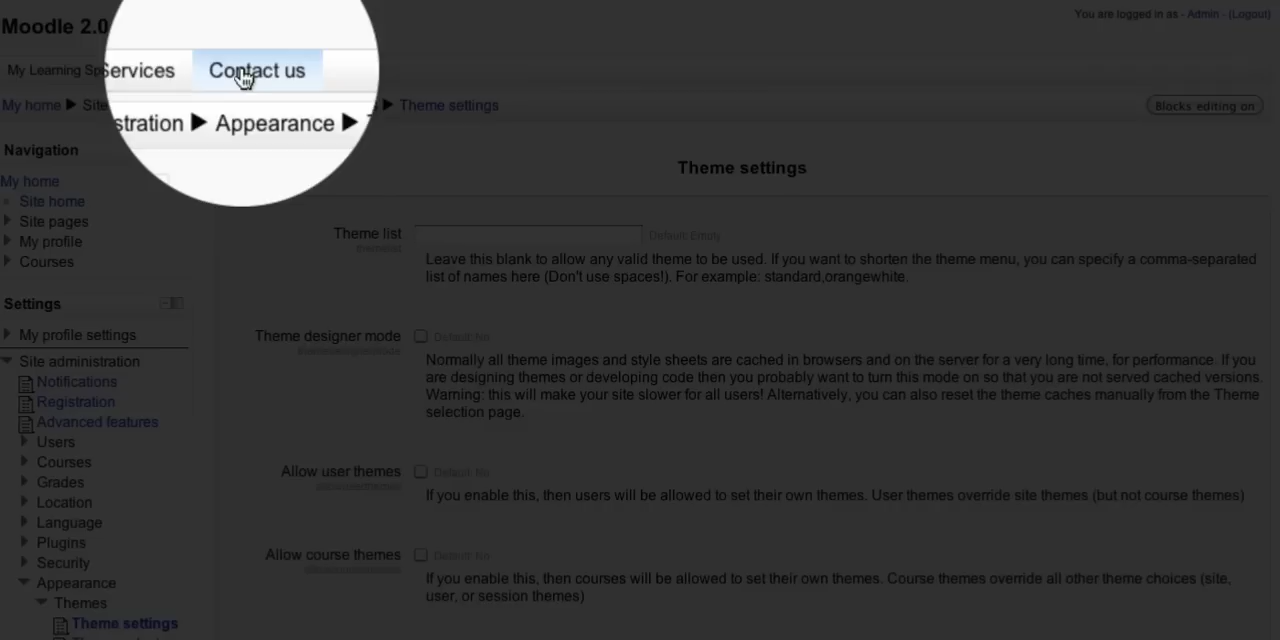 Moodle 2.0
You are logged in as - Admin - (Logout)
My Learning Sp Services Contact us
My home ▶ Site ▶ Theme settings
Blocks editing on
stration ▶ Appearance ▶
Navigation
My home
Site home
Site pages
My profile
Courses
Settings
My profile settings
Site administration
Notifications
Registration
Advanced features
Users
Courses
Grades
Location
Language
Plugins
Security
Appearance
Themes
Theme settings
Theme settings
Theme list
themelist
Default: Empty
Leave this blank to allow any valid theme to be used. If you want to shorten the theme menu, you can specify a comma-separated
list of names here (Don't use spaces!). For example: standard,orangewhite.
Theme designer mode
Default: No
themedesignermode
Normally all theme images and style sheets are cached in browsers and on the server for a very long time, for performance. If you
are designing themes or developing code then you probably want to turn this mode on so that you are not served cached versions.
Warning: this will make your site slower for all users! Alternatively, you can also reset the theme caches manually from the Theme
selection page.
Allow user themes
Default: No
allowuserthemes
If you enable this, then users will be allowed to set their own themes. User themes override site themes (but not course themes)
Allow course themes
Default: No
allowcoursethemes
If you enable this, then courses will be allowed to set their own themes. Course themes override all other theme choices (site,
user, or session themes)